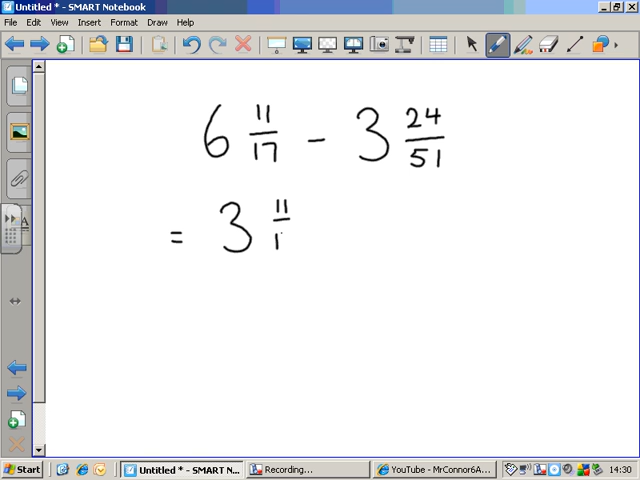 Untitled * - SMART Notebook
File Edit View Insert Format Draw Help
6 11/17 - 3 24/51
= 3 11/1
A
Start Untitled * - SMART N... Recording... YouTube - MrConnor6A... 14:30